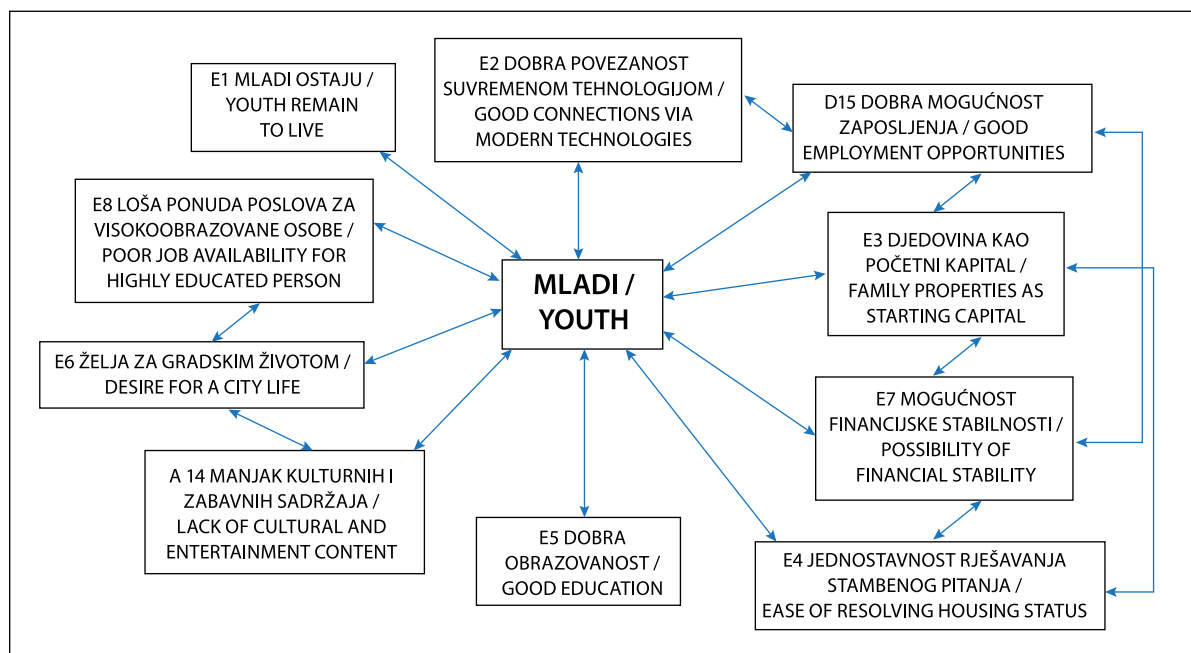 E1 MLADI OSTAJU /
YOUTH REMAIN
TO LIVE
E2 DOBRA POVEZANOST
SUVREMENOM TEHNOLOGIJOM /
GOOD CONNECTIONS VIA
MODERN TECHNOLOGIES
D15 DOBRA MOGUĆNOST
ZAPOSLJENJA / GOOD
EMPLOYMENT OPPORTUNITIES
E8 LOŠA PONUDA POSLOVA ZA
VISOKOOBRAZOVANE OSOBE /
POOR JOB AVAILABILITY FOR
HIGHLY EDUCATED PERSON
MLADI /
YOUTH
E3 DJEDOVINA KAO
POČETNI KAPITAL /
FAMILY PROPERTIES AS
STARTING CAPITAL
E6 ŽELJA ZA GRADSKIM ŽIVOTOM /
DESIRE FOR A CITY LIFE
E7 MOGUĆNOST
FINANCIJSKE STABILNOSTI /
POSSIBILITY OF
FINANCIAL STABILITY
A 14 MANJAK KULTURNIH I
ZABAVNIH SADRŽAJA /
LACK OF CULTURAL AND
ENTERTAINMENT CONTENT
E5 DOBRA
OBRAZOVANOST /
GOOD EDUCATION
E4 JEDNOSTAVNOST RJEŠAVANJA
STAMBENOG PITANJA /
EASE OF RESOLVING HOUSING STATUS